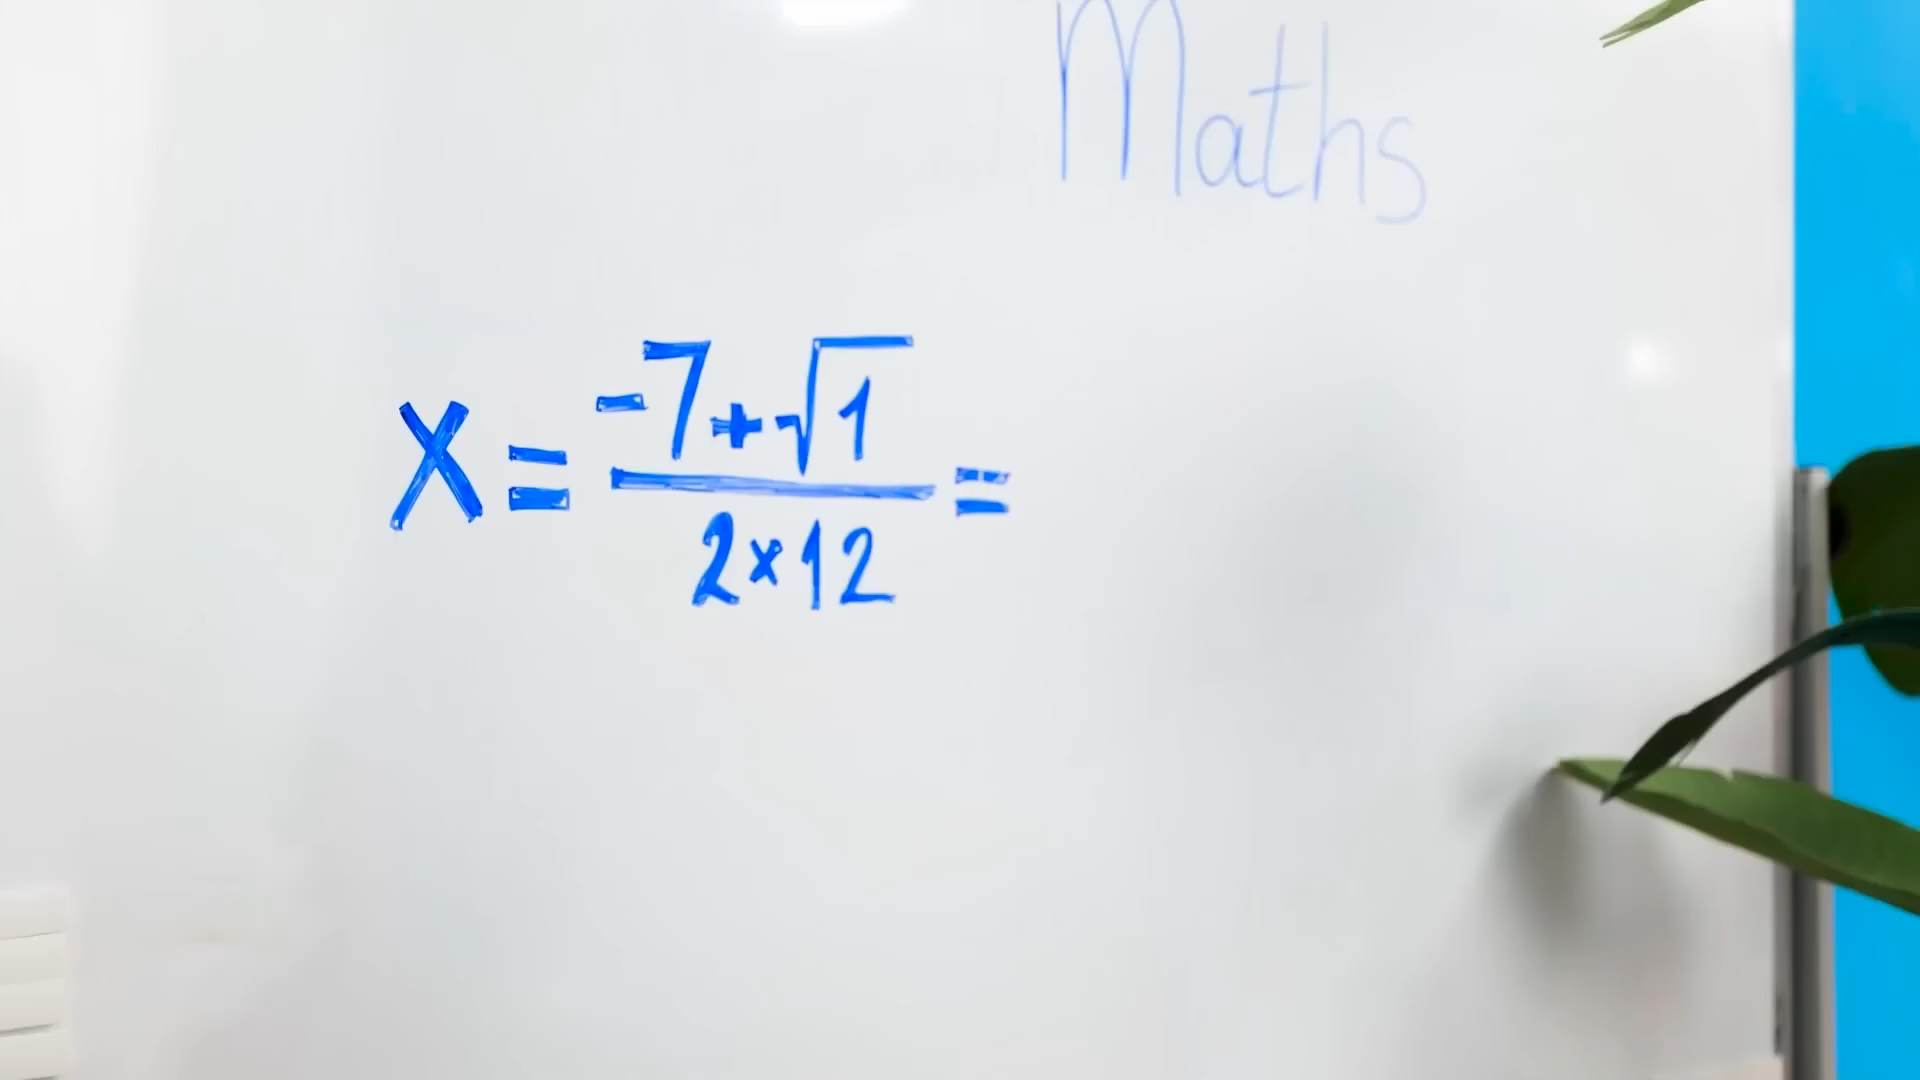 Maths
X = -7+√1 / 2×12 =